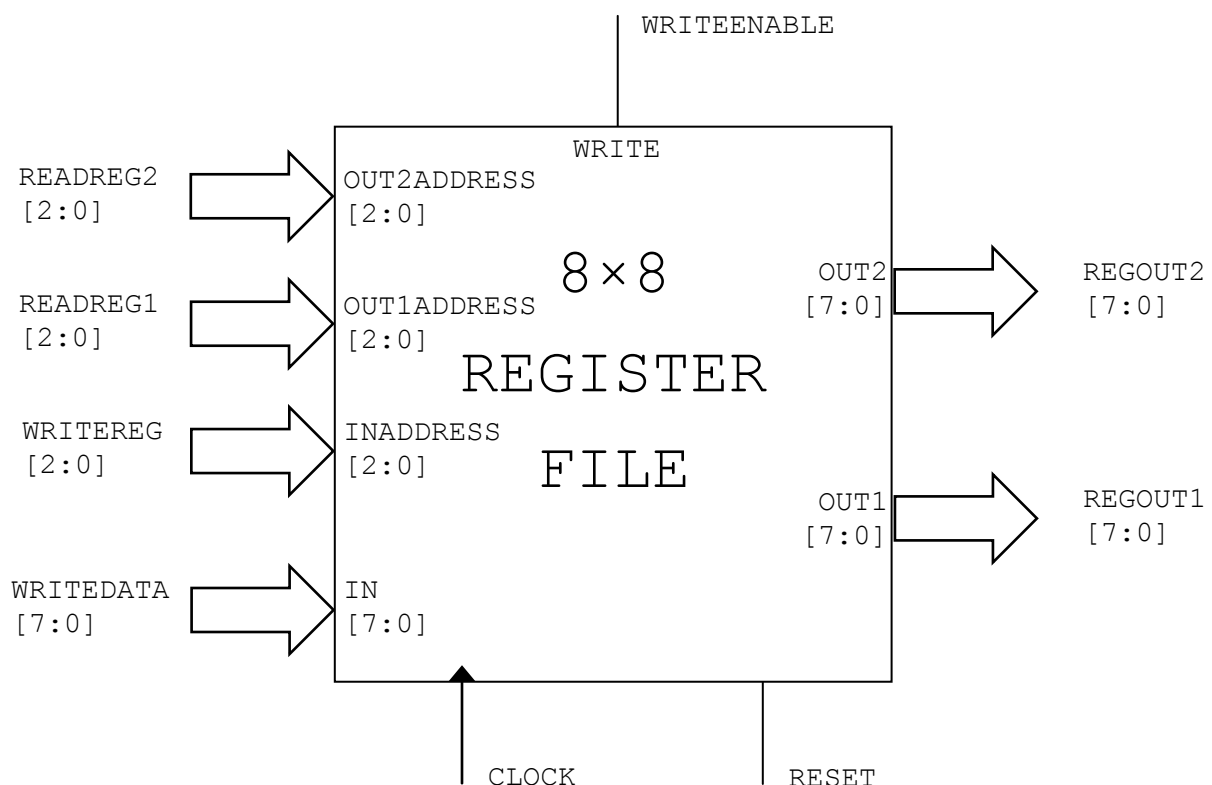 WRITEENABLE
WRITE
READREG2
[2:0]
OUT2ADDRESS
[2:0]
8×8
REGISTER
FILE
OUT2
[7:0]
REGOUT2
[7:0]
READREG1
[2:0]
OUT1ADDRESS
[2:0]
WRITEREG
[2:0]
INADDRESS
[2:0]
OUT1
[7:0]
REGOUT1
[7:0]
WRITEDATA
[7:0]
IN
[7:0]
CLOCK
RESET